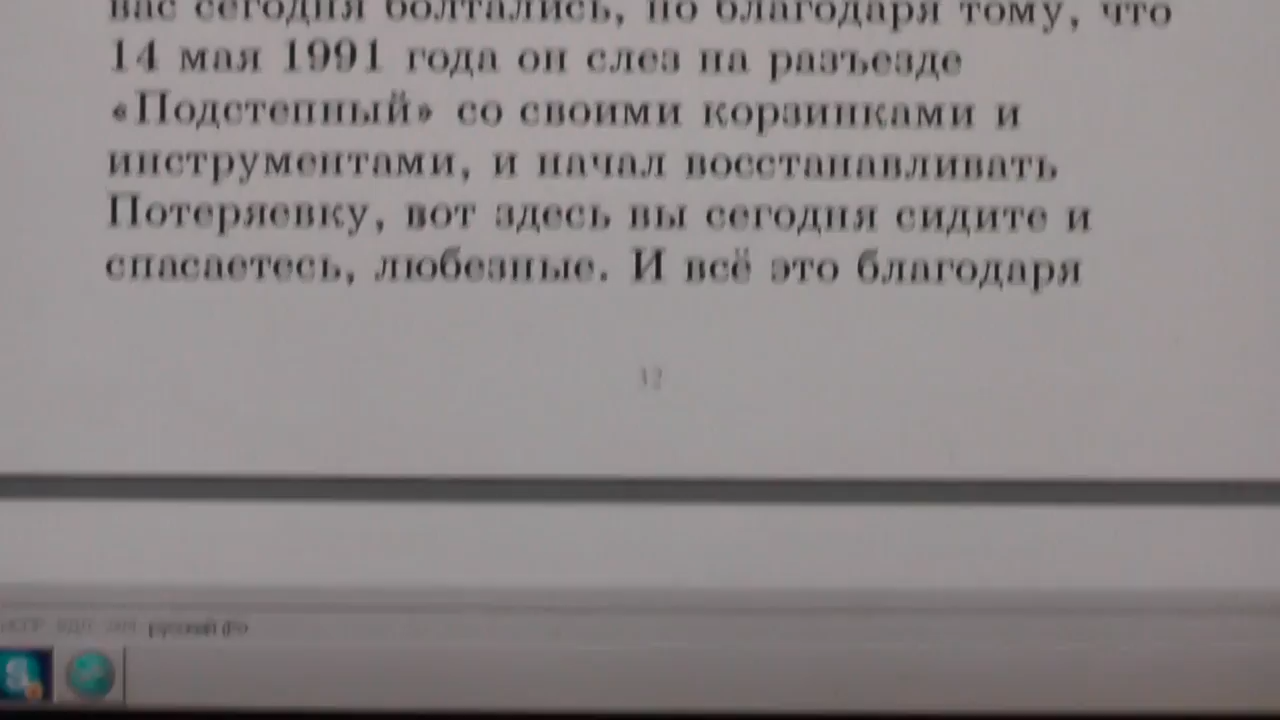 вас сегодня болтались, но благодаря тому, что
14 мая 1991 года он слез на разъезде
«Подстепный» со своими корзинками и
инструментами, и начал восстанавливать
Потеряевку, вот здесь вы сегодня сидите и
спасаетесь, любезные. И всё это благодаря
12
русский